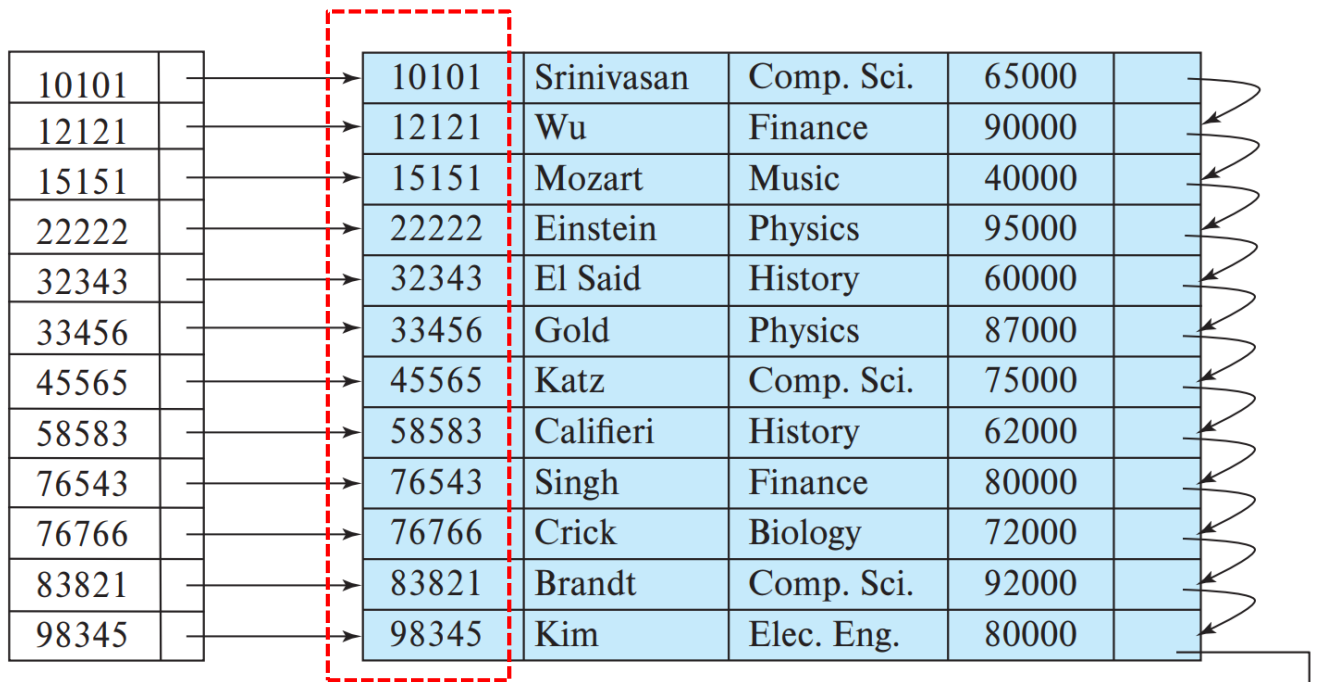 10101 10101 Srinivasan Comp. Sci. 65000
12121 12121 Wu Finance 90000
15151 15151 Mozart Music 40000
22222 22222 Einstein Physics 95000
32343 32343 El Said History 60000
33456 33456 Gold Physics 87000
45565 45565 Katz Comp. Sci. 75000
58583 58583 Califieri History 62000
76543 76543 Singh Finance 80000
76766 76766 Crick Biology 72000
83821 83821 Brandt Comp. Sci. 92000
98345 98345 Kim Elec. Eng. 80000